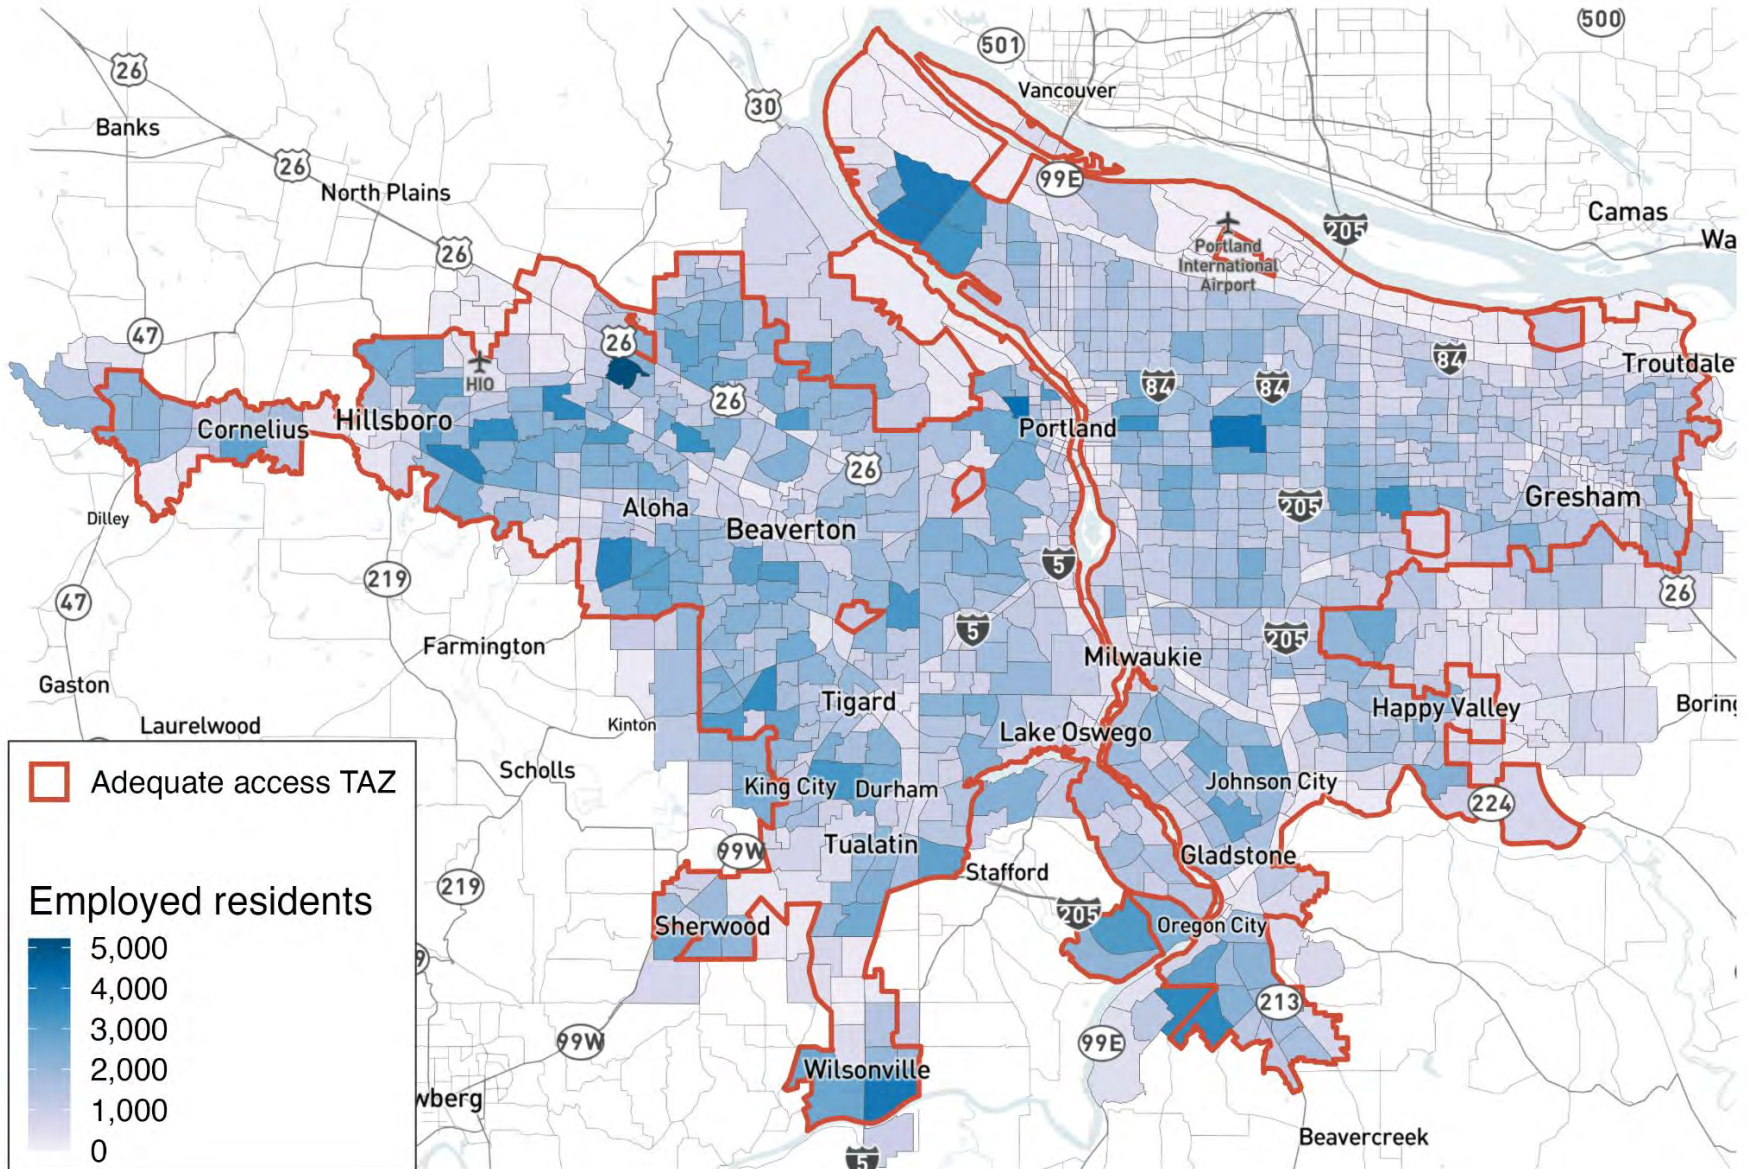 500
501
26
Vancouver
30
Banks
26
99E
North Plains
Camas
205
Wa
26
Portland
International
Airport
47
26
84
Troutdale
HIO
84
84
26
Hillsboro
Cornelius
Portland
26
Gresham
Dilley
Aloha
205
Beaverton
5
219
47
26
5
205
Farmington
Milwaukie
Gaston
Tigard
Happy Valley
Boring
Laurelwood
Kinton
Lake Oswego
Scholls
King City
Durham
Johnson City
224
Adequate access TAZ
99W
Tualatin
Gladstone
Stafford
219
Employed residents
205
Sherwood
Oregon City
5,000
4,000
213
3,000
99W
99E
2,000
Wilsonville
1,000
wberg
Beavercreek
0
5